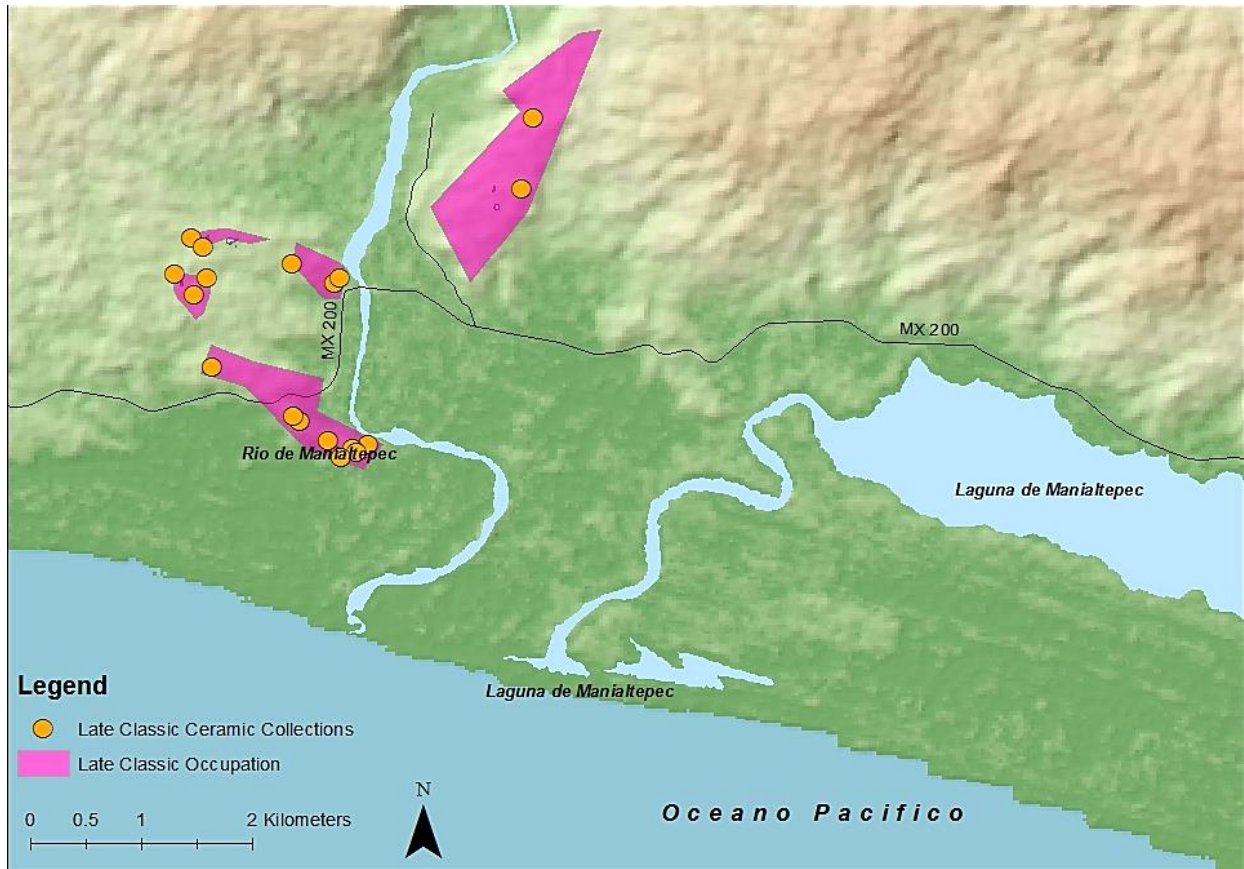 MX 200
MX 200
Rio de Manialtepec
Laguna de Manialtepec
Laguna de Manialtepec
Legend
Late Classic Ceramic Collections
Late Classic Occupation
N
0 0.5 1 2 Kilometers
Oceano Pacifico